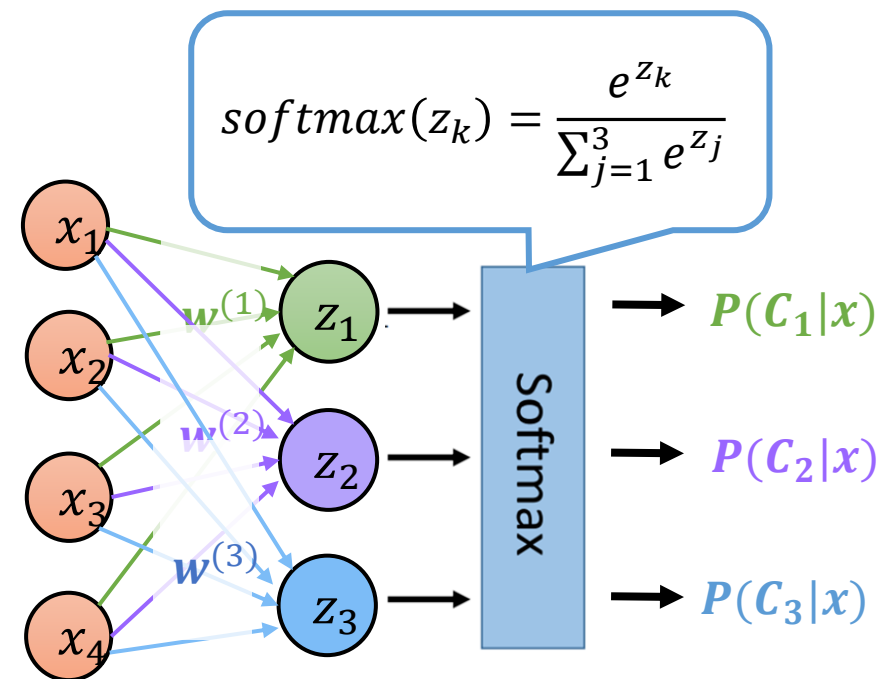 softmax(z_k) = e^{z_k} / ∑_{j=1}^{3} e^{z_j}
x_1
x_2
x_3
x_4
w^{(1)}
w^{(2)}
w^{(3)}
z_1
z_2
z_3
Softmax
P(C_1|x)
P(C_2|x)
P(C_3|x)